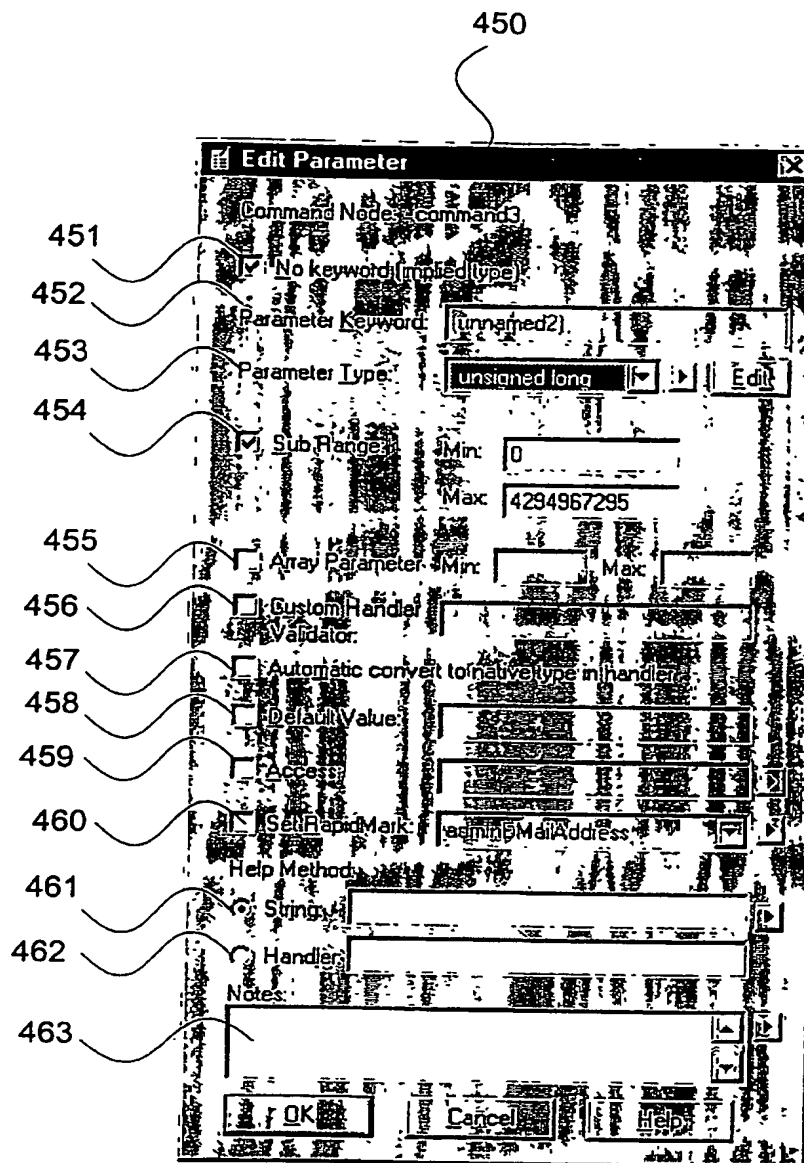 450
Edit Parameter
Command Node: command3
451
No keyword (implied type)
452
Parameter Keyword: (unnamed2)
453
Parameter Type: unsigned long Edit
454
Sub Range: Min: 0
Max: 4294967295
455
Array Parameter Min: Max:
456
Custom Handler
Validator:
457
Automatic convert to native type in handler
458
Default Value:
459
Access:
460
Set RapidMark:
Help Method:
461
String:
462
Handler:
Notes:
463
OK Cancel Help